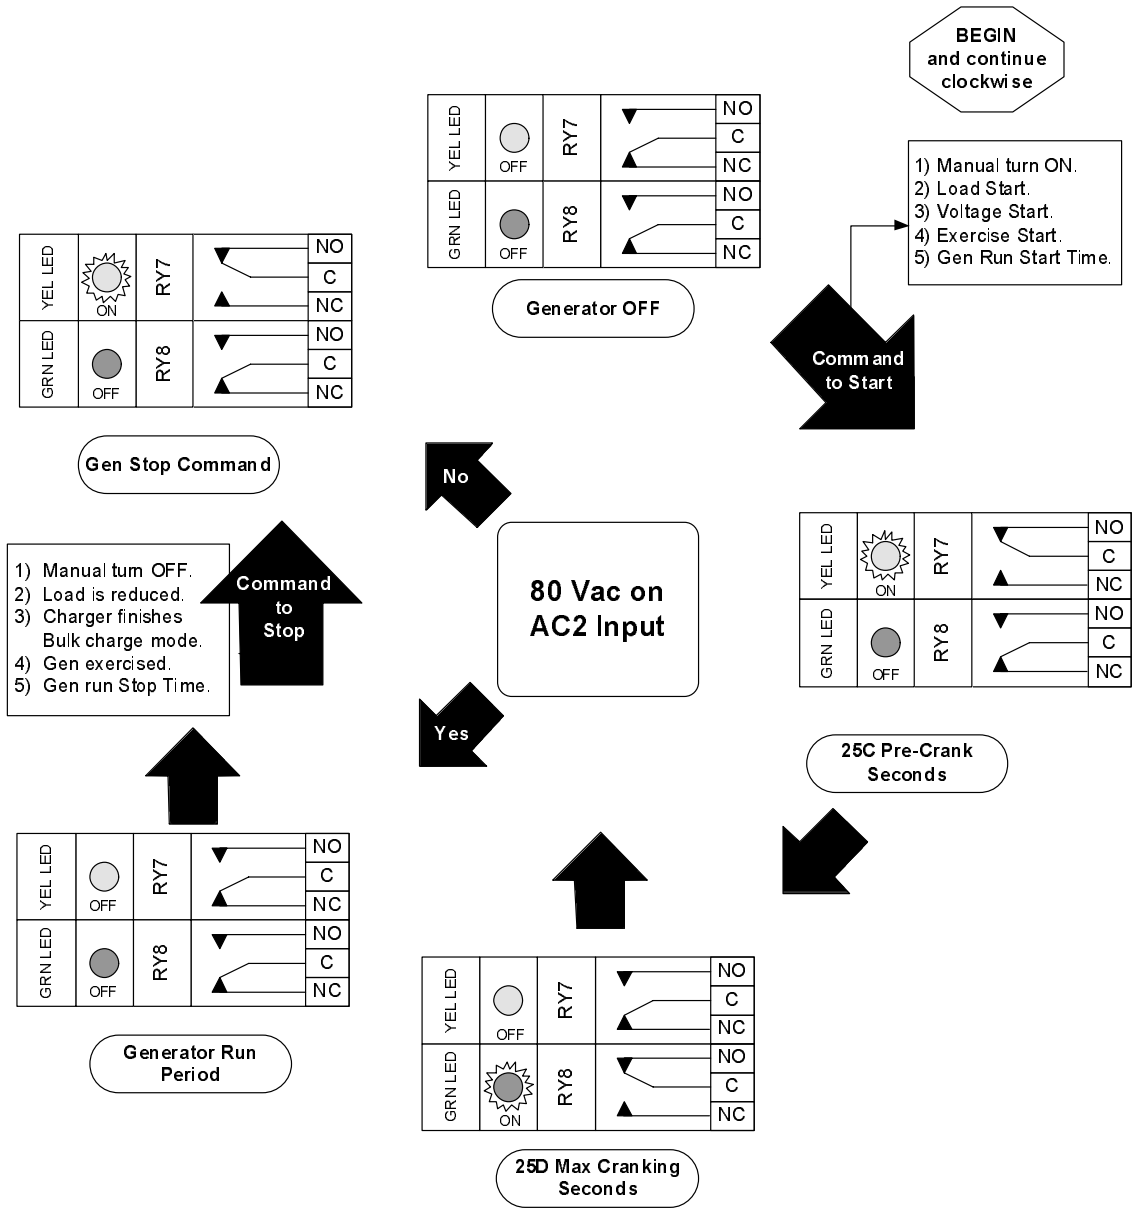 BEGIN
and continue
clockwise
1) Manual turn ON.
2) Load Start.
3) Voltage Start.
4) Exercise Start.
5) Gen Run Start Time.
YEL LED
OFF
RY7
NO
C
NC
GRN LED
OFF
RY8
NO
C
NC
Generator OFF
Command
to Start
YEL LED
ON
RY7
NO
C
NC
GRN LED
OFF
RY8
NO
C
NC
25C Pre-Crank
Seconds
YEL LED
OFF
RY7
NO
C
NC
GRN LED
ON
RY8
NO
C
NC
25D Max Cranking
Seconds
80 Vac on
AC2 Input
No
Yes
YEL LED
OFF
RY7
NO
C
NC
GRN LED
OFF
RY8
NO
C
NC
Generator Run
Period
1) Manual turn OFF.
2) Load is reduced.
3) Charger finishes
Bulk charge mode.
4) Gen exercised.
5) Gen run Stop Time.
Command
to
Stop
YEL LED
ON
RY7
NO
C
NC
GRN LED
OFF
RY8
NO
C
NC
Gen Stop Command